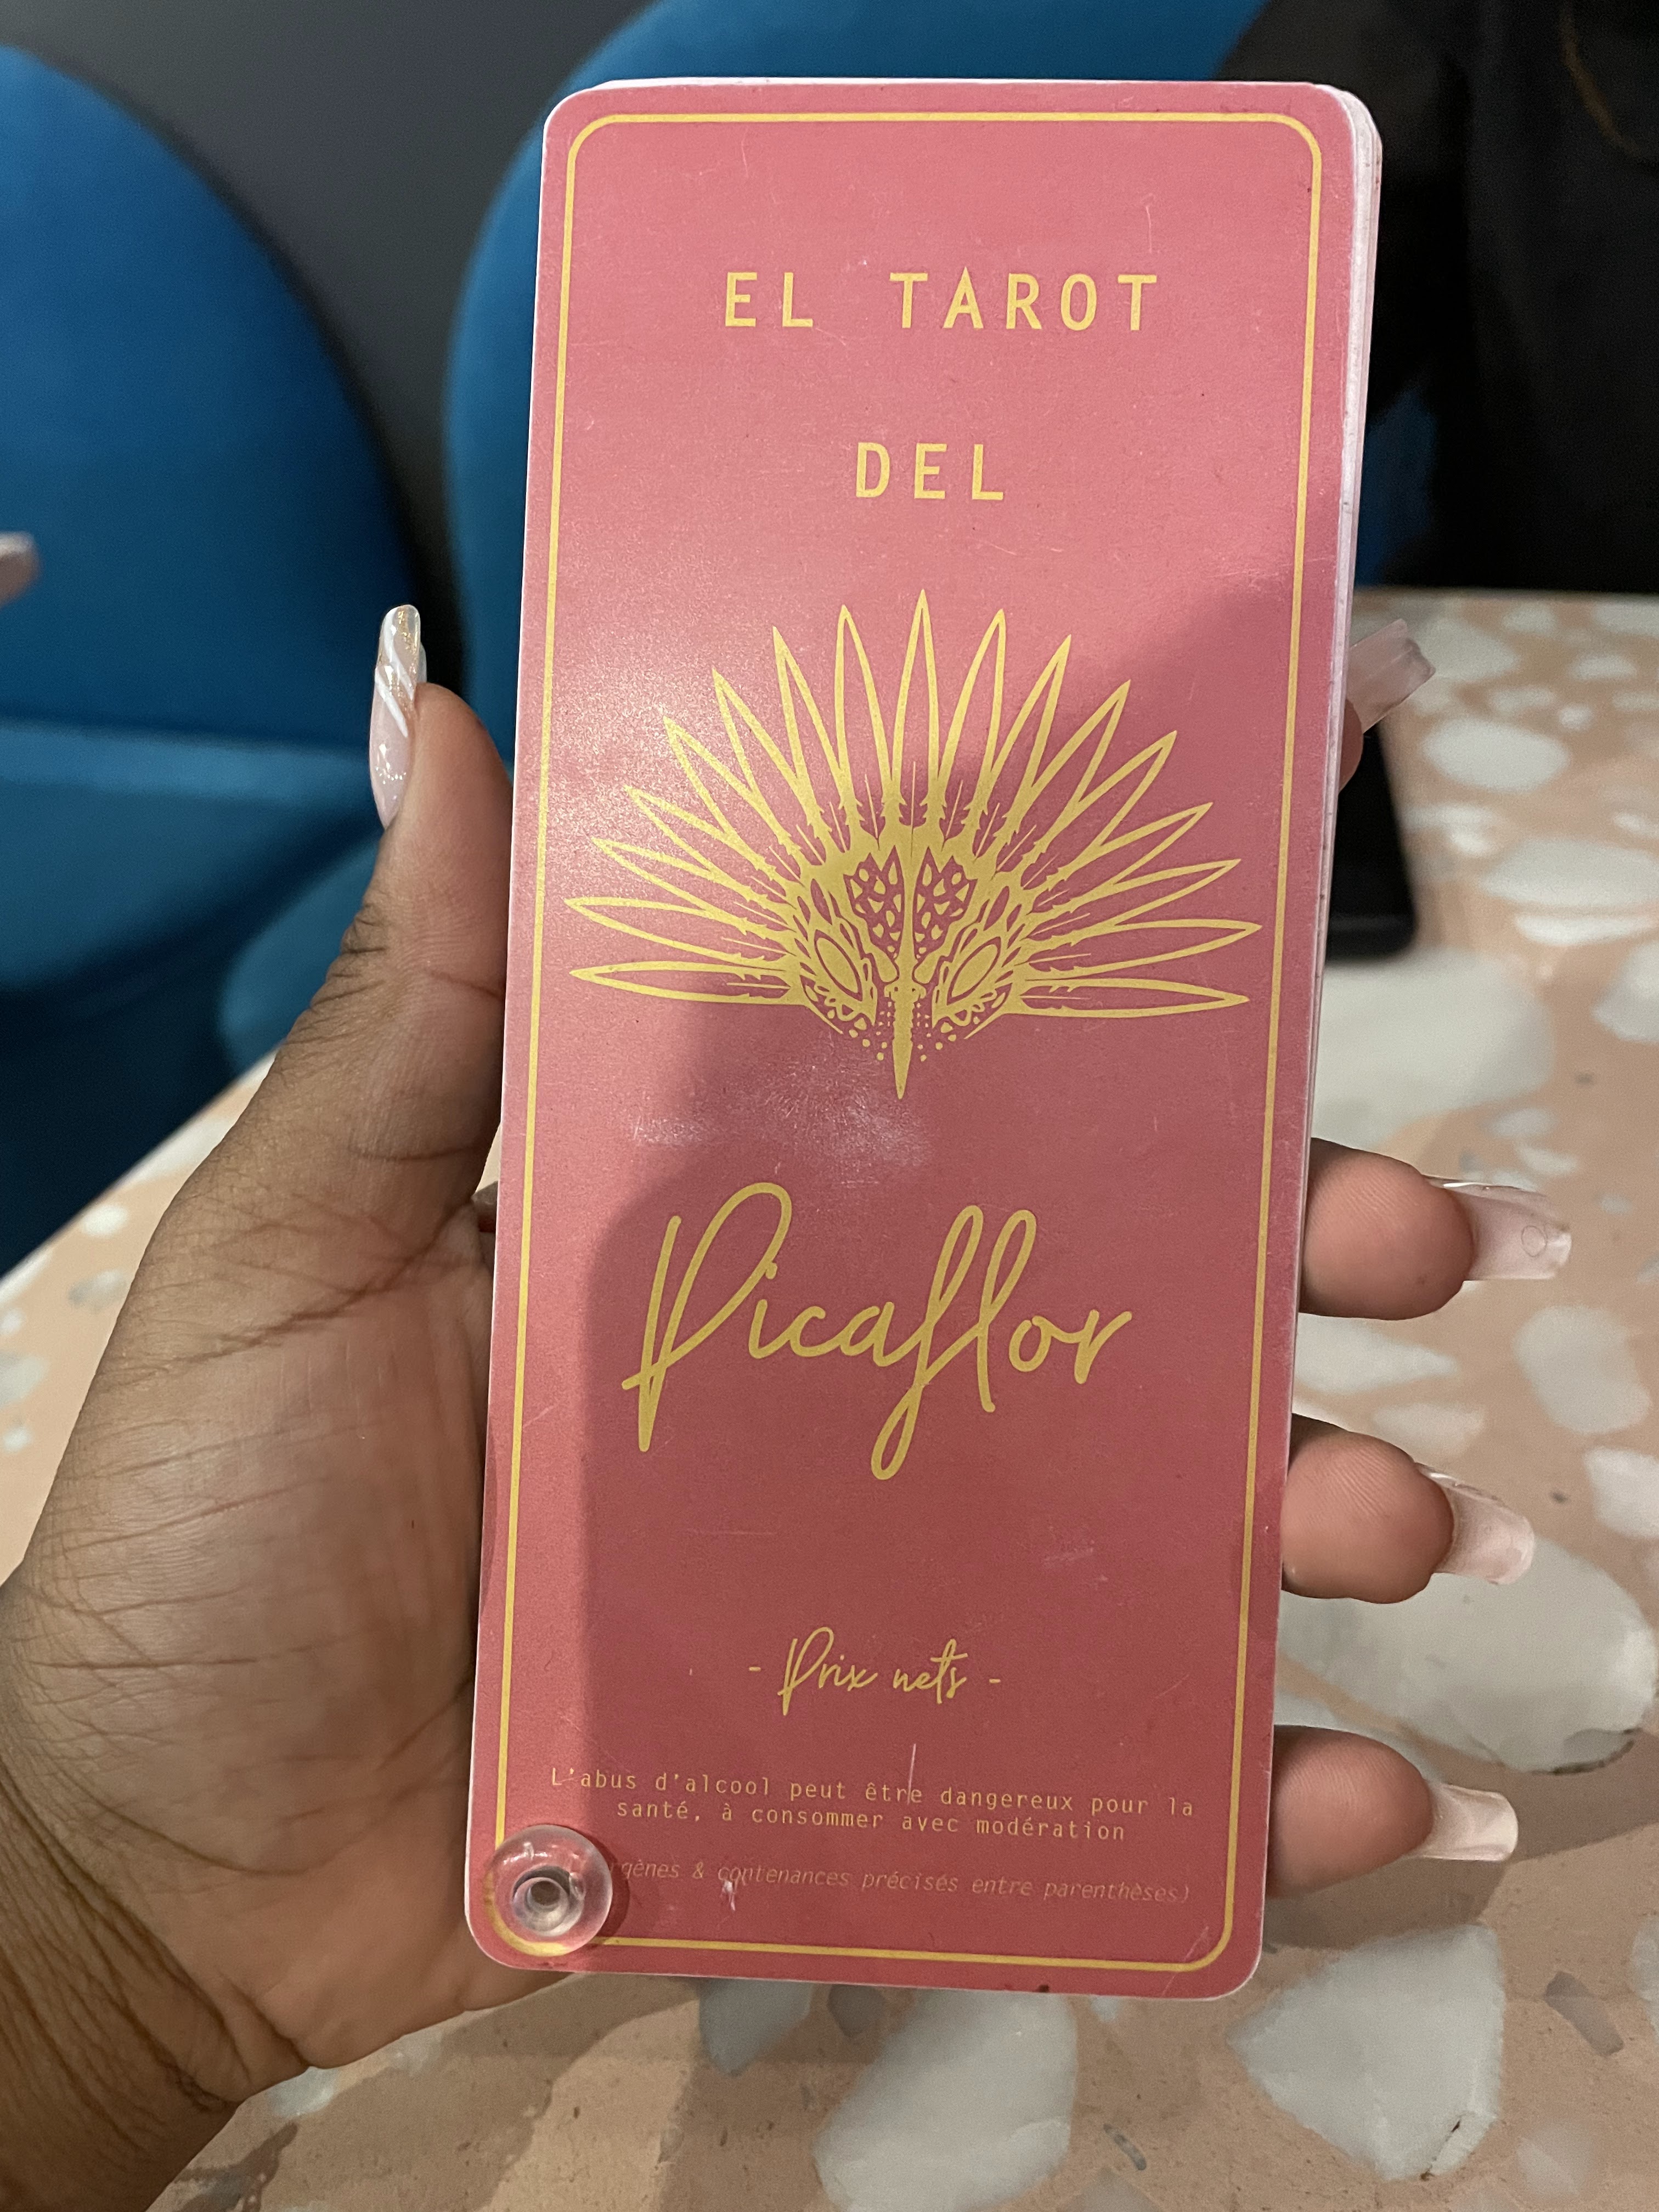 EL TAROT
DEL
Picaflor
- Prix nets -
L'abus d'alcool peut être dangereux pour la
santé, à consommer avec modération
& contenances précisés entre parenthèses)